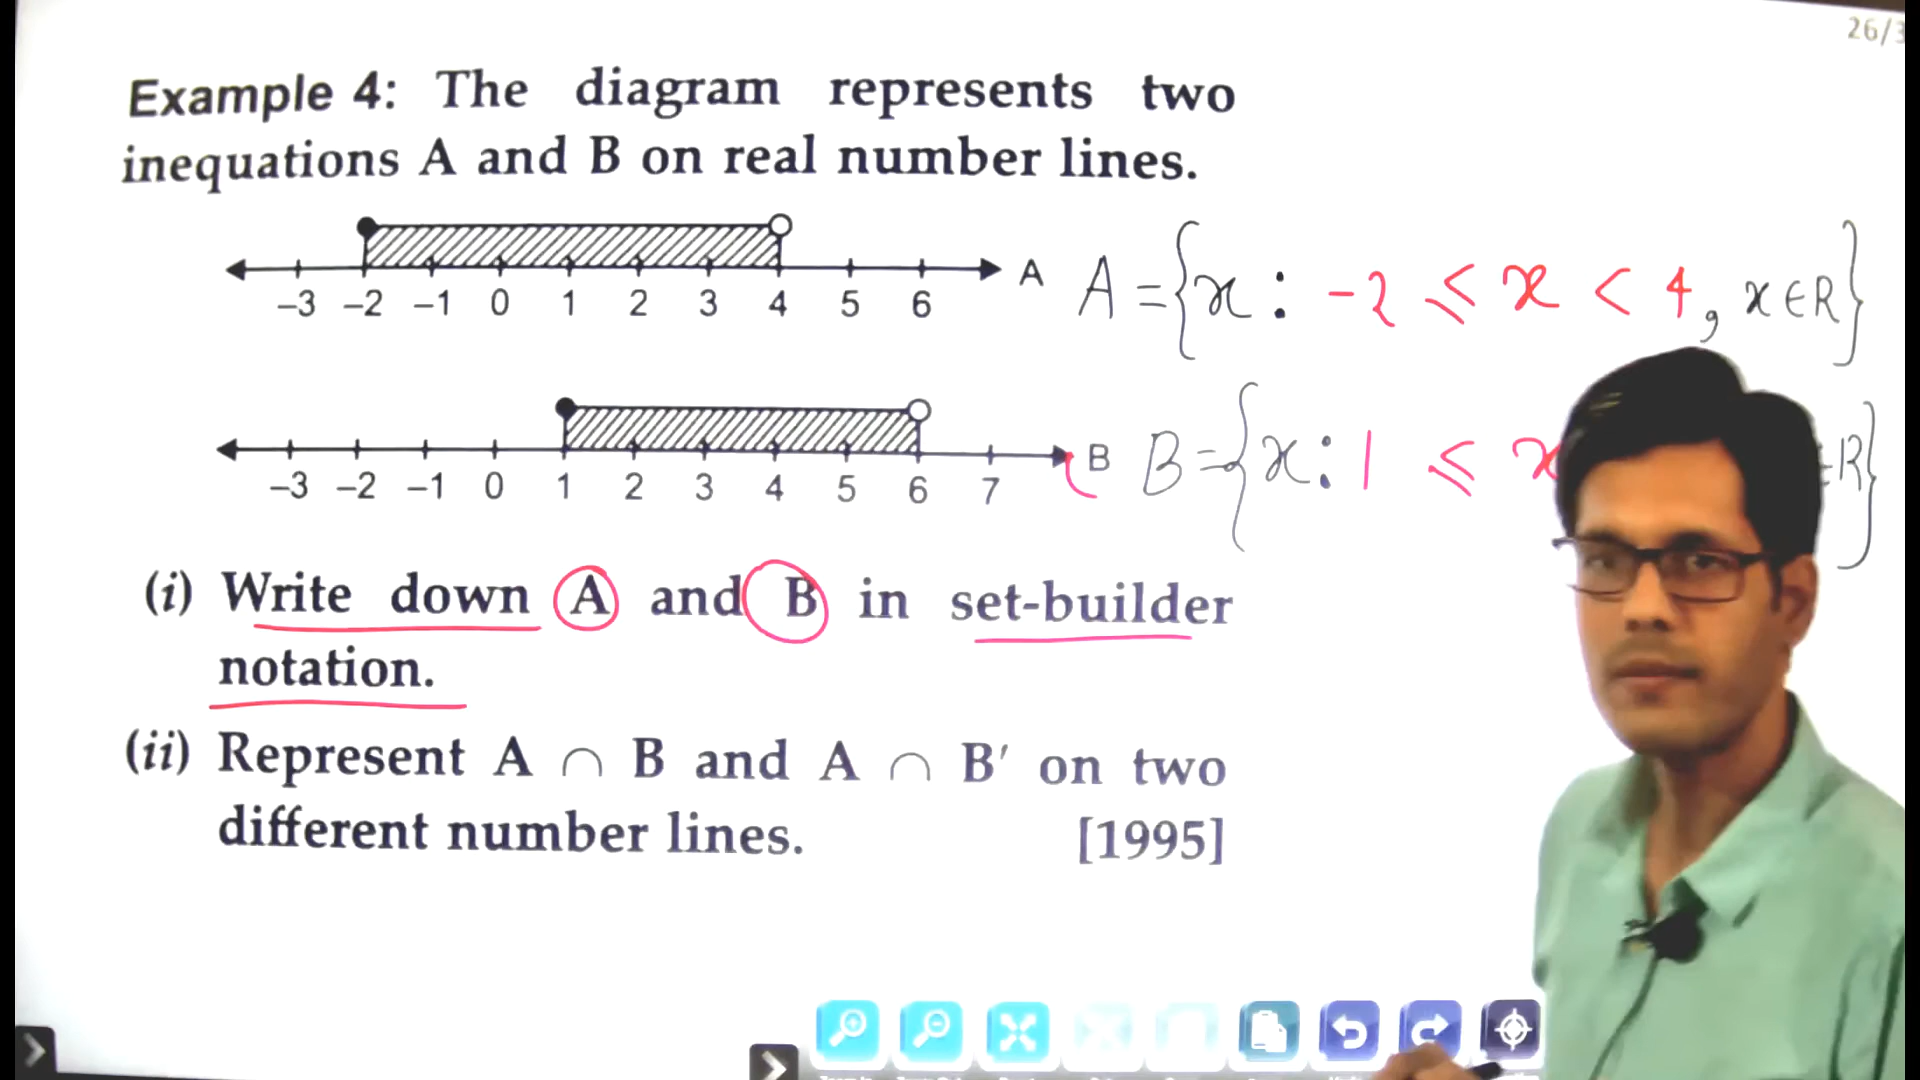 26/3
Example 4: The diagram represents two
inequations A and B on real number lines.
A
–3 –2 –1 0 1 2 3 4 5 6
A = {x : -2 ⩽ x < 4, x ∈ R}
B
–3 –2 –1 0 1 2 3 4 5 6 7
B = {x : 1 ⩽ x R}
(i) Write down A and B in set-builder
notation.
(ii) Represent A ∩ B and A ∩ B′ on two
different number lines. [1995]